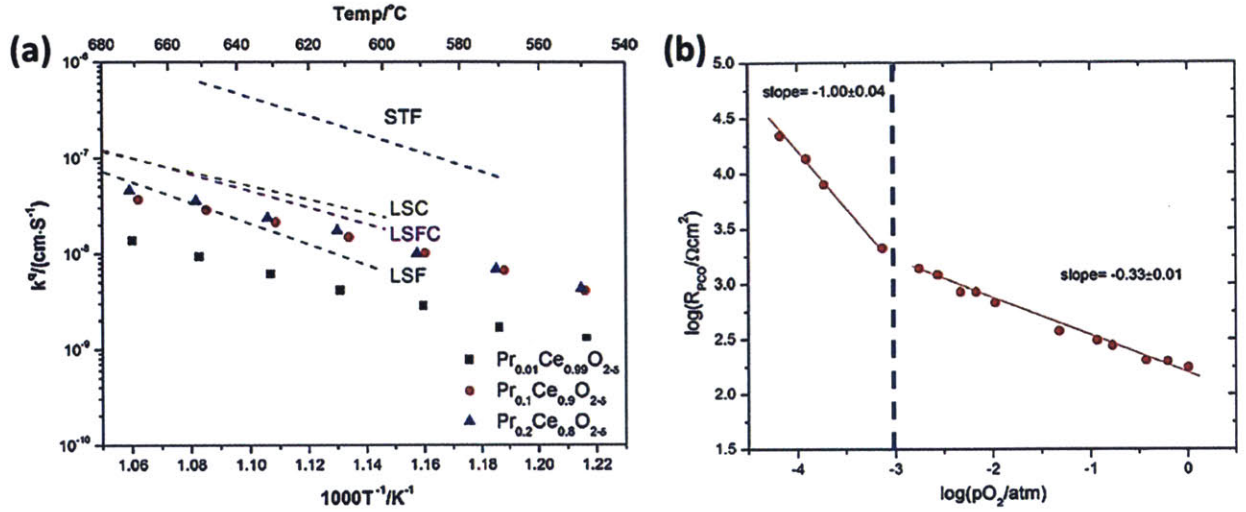 (a)
Temp/°C
680 660 640 620 600 580 560 540
10⁻⁶
10⁻⁷
10⁻⁸
10⁻⁹
10⁻¹⁰
kq/(cm·S⁻¹)
STF
LSC
LSFC
LSF
Pr0.01Ce0.99O2-δ
Pr0.1Ce0.9O2-δ
Pr0.2Ce0.8O2-δ
1.06 1.08 1.10 1.12 1.14 1.16 1.18 1.20 1.22
1000T⁻¹/K⁻¹
(b)
5.0
4.5
4.0
3.5
3.0
2.5
2.0
1.5
log(RPCO/Ωcm²)
slope= -1.00±0.04
slope= -0.33±0.01
-4 -3 -2 -1 0
log(pO₂/atm)